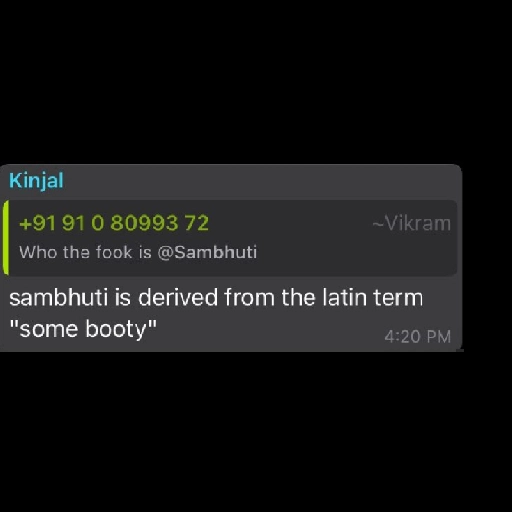 Kinjal
+91 91 0 80993 72 ~Vikram
Who the fook is @Sambhuti
sambhuti is derived from the latin term
"some booty"
4:20 PM